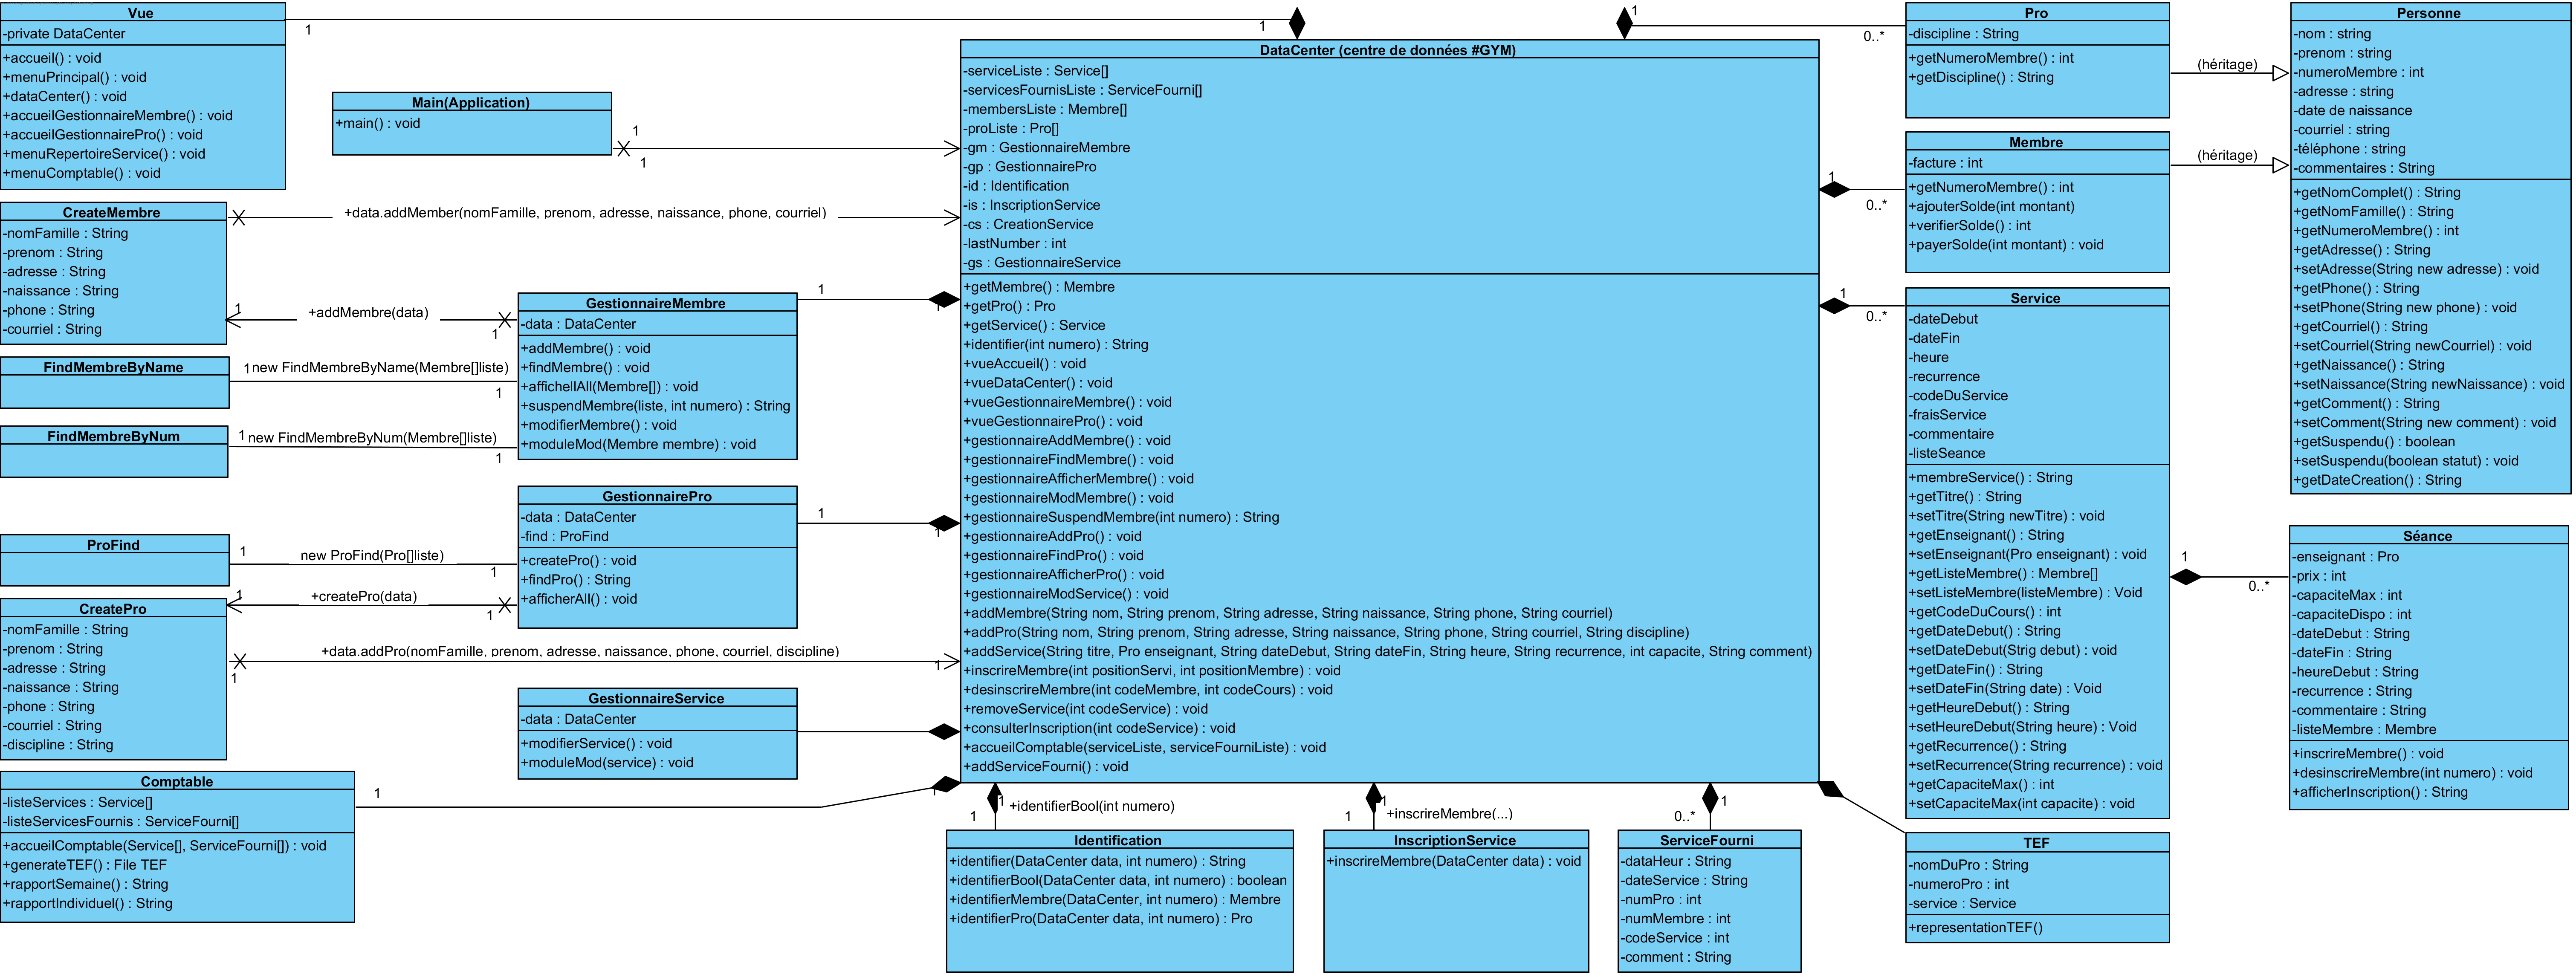 Vue
-private DataCenter
+accueil() : void
+menuPrincipal() : void
+dataCenter() : void
+accueilGestionnaireMembre() : void
+accueilGestionnairePro() : void
+menuRepertoireService() : void
+menuComptable() : void
1
1
Main(Application)
+main() : void
1
1
CreateMembre
-nomFamille : String
-prenom : String
-adresse : String
-naissance : String
-phone : String
-courriel : String
+data.addMember(nomFamille, prenom, adresse, naissance, phone, courriel)
1
+addMembre(data)
1
FindMembreByName
1
new FindMembreByName(Membre[]liste)
1
FindMembreByNum
1
new FindMembreByNum(Membre[]liste)
1
GestionnaireMembre
-data : DataCenter
+addMembre() : void
+findMembre() : void
+affichellAll(Membre[]) : void
+suspendMembre(liste, int numero) : String
+modifierMembre() : void
+moduleMod(Membre membre) : void
1
1
ProFind
1
new ProFind(Pro[]liste)
1
1
+createPro(data)
1
GestionnairePro
-data : DataCenter
-find : ProFind
+createPro() : void
+findPro() : String
+afficherAll() : void
1
1
CreatePro
-nomFamille : String
-prenom : String
-adresse : String
-naissance : String
-phone : String
-courriel : String
-discipline : String
+data.addPro(nomFamille, prenom, adresse, naissance, phone, courriel, discipline)
1
1
GestionnaireService
-data : DataCenter
+modifierService() : void
+moduleMod(service) : void
Comptable
-listeServices : Service[]
-listeServicesFournis : ServiceFourni[]
+accueilComptable(Service[], ServiceFourni[]) : void
+generateTEF() : File TEF
+rapportSemaine() : String
+rapportIndividuel() : String
1
1
DataCenter (centre de données #GYM)
-serviceListe : Service[]
-servicesFournisListe : ServiceFourni[]
-membersListe : Membre[]
-proListe : Pro[]
-gm : GestionnaireMembre
-gp : GestionnairePro
-id : Identification
-is : InscriptionService
-cs : CreationService
-lastNumber : int
-gs : GestionnaireService
+getMembre() : Membre
+getPro() : Pro
+getService() : Service
+identifier(int numero) : String
+vueAccueil() : void
+vueDataCenter() : void
+vueGestionnaireMembre() : void
+vueGestionnairePro() : void
+gestionnaireAddMembre() : void
+gestionnaireFindMembre() : void
+gestionnaireAfficherMembre() : void
+gestionnaireModMembre() : void
+gestionnaireSuspendMembre(int numero) : String
+gestionnaireAddPro() : void
+gestionnaireFindPro() : void
+gestionnaireAfficherPro() : void
+gestionnaireModService() : void
+addMembre(String nom, String prenom, String adresse, String naissance, String phone, String courriel)
+addPro(String nom, String prenom, String adresse, String naissance, String phone, String courriel, String discipline)
+addService(String titre, Pro enseignant, String dateDebut, String dateFin, String heure, String recurrence, int capacite, String comment)
+inscrireMembre(int positionServi, int positionMembre) : void
+desinscrireMembre(int codeMembre, int codeCours) : void
+removeService(int codeService) : void
+consulterInscription(int codeService) : void
+accueilComptable(serviceListe, serviceFourniListe) : void
+addServiceFourni() : void
1
+identifierBool(int numero)
1
Identification
+identifier(DataCenter data, int numero) : String
+identifierBool(DataCenter data, int numero) : boolean
+identifierMembre(DataCenter, int numero) : Membre
+identifierPro(DataCenter data, int numero) : Pro
1
+inscrireMembre(...)
1
InscriptionService
+inscrireMembre(DataCenter data) : void
1
0..*
ServiceFourni
-dataHeur : String
-dateService : String
-numPro : int
-numMembre : int
-codeService : int
-comment : String
1
0..*
Pro
-discipline : String
+getNumeroMembre() : int
+getDiscipline() : String
(héritage)
1
0..*
Membre
-facture : int
+getNumeroMembre() : int
+ajouterSolde(int montant)
+verifierSolde() : int
+payerSolde(int montant) : void
(héritage)
1
0..*
Service
-dateDebut
-dateFin
-heure
-recurrence
-codeDuService
-fraisService
-commentaire
-listeSeance
+membreService() : String
+getTitre() : String
+setTitre(String newTitre) : void
+getEnseignant() : String
+setEnseignant(Pro enseignant) : void
+getListeMembre() : Membre[]
+setListeMembre(listeMembre) : Void
+getCodeDuCours() : int
+getDateDebut() : String
+setDateDebut(Strig debut) : void
+getDateFin() : String
+setDateFin(String date) : Void
+getHeureDebut() : String
+setHeureDebut(String heure) : Void
+getRecurrence() : String
+setRecurrence(String recurrence) : void
+getCapaciteMax() : int
+setCapaciteMax(int capacite) : void
TEF
-nomDuPro : String
-numeroPro : int
-service : Service
+representationTEF()
Personne
-nom : string
-prenom : string
-numeroMembre : int
-adresse : string
-date de naissance
-courriel : string
-téléphone : string
-commentaires : String
+getNomComplet() : String
+getNomFamille() : String
+getNumeroMembre() : int
+getAdresse() : String
+setAdresse(String new adresse) : void
+getPhone() : String
+setPhone(String new phone) : void
+getCourriel() : String
+setCourriel(String newCourriel) : void
+getNaissance() : String
+setNaissance(String newNaissance) : void
+getComment() : String
+setComment(String new comment) : void
+getSuspendu() : boolean
+setSuspendu(boolean statut) : void
+getDateCreation() : String
1
0..*
Séance
-enseignant : Pro
-prix : int
-capaciteMax : int
-capaciteDispo : int
-dateDebut : String
-dateFin : String
-heureDebut : String
-recurrence : String
-commentaire : String
-listeMembre : Membre
+inscrireMembre() : void
+desinscrireMembre(int numero) : void
+afficherInscription() : String